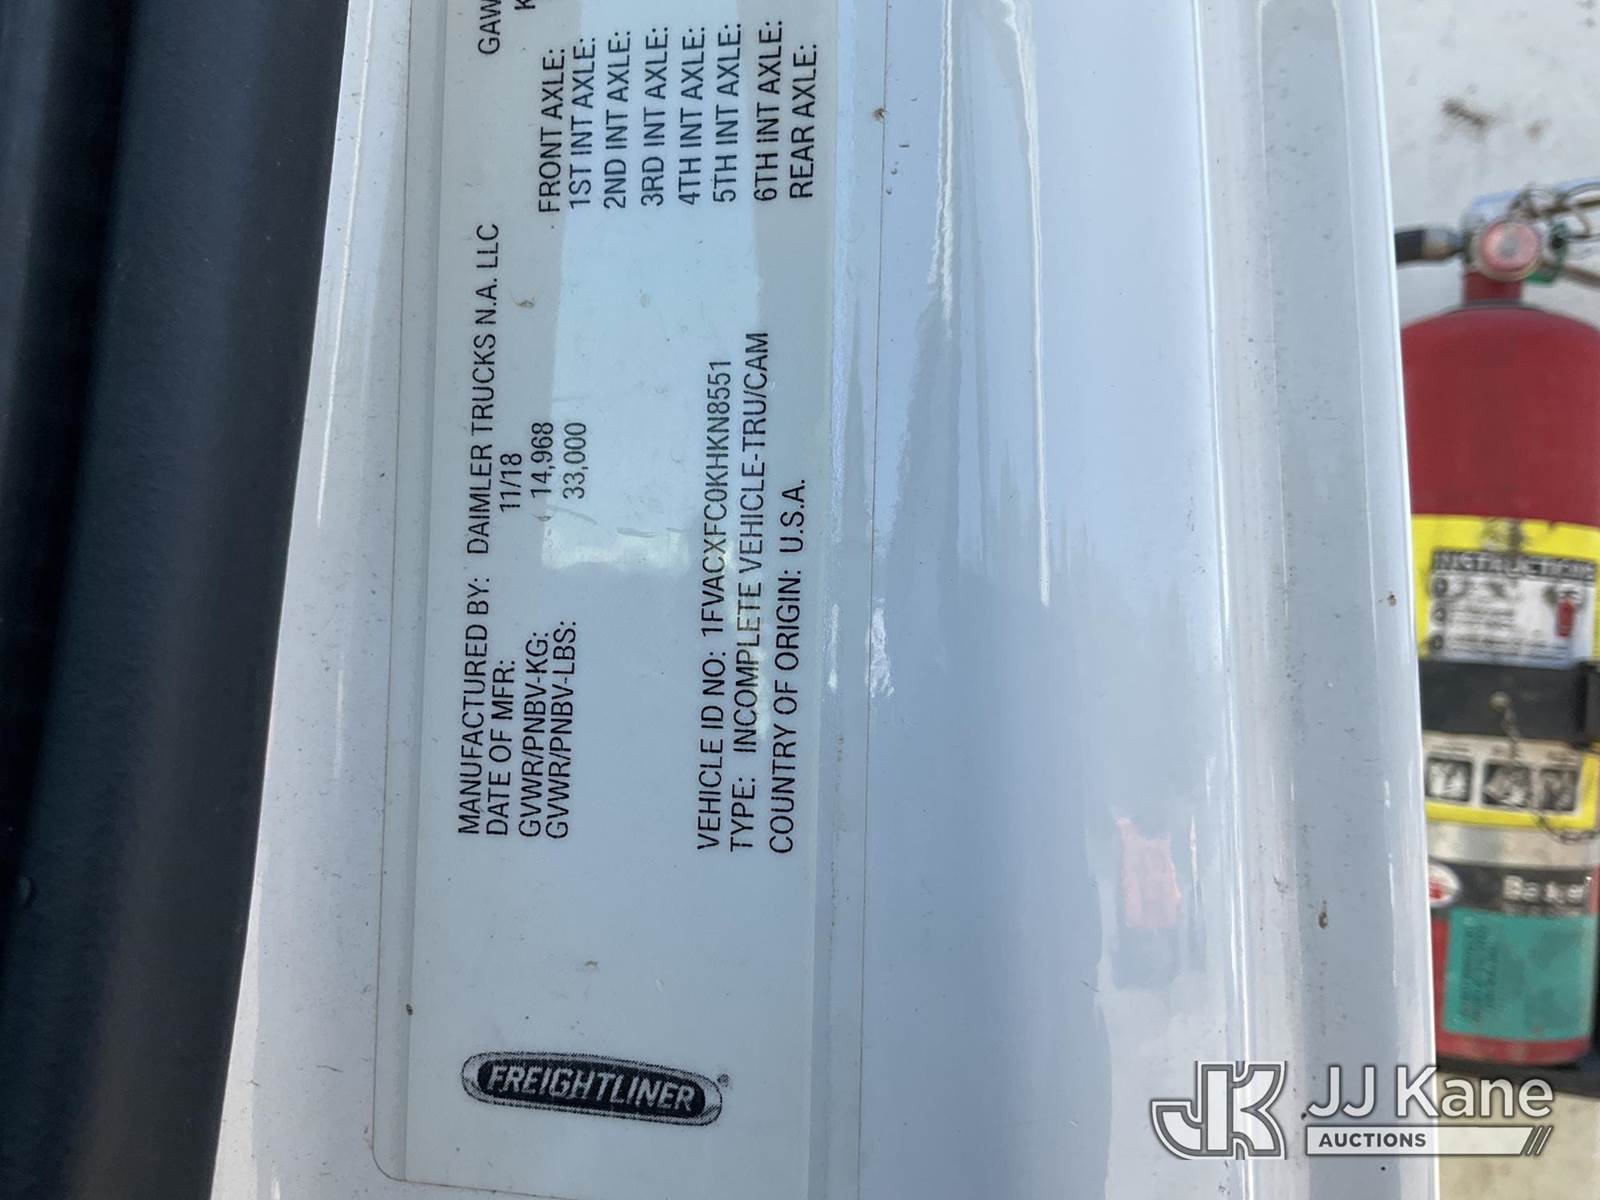 FREIGHTLINER
MANUFACTURED BY: DAIMLER TRUCKS N.A. LLC
DATE OF MFR: 11/18
GVWR/PNBV-KG: 14,968
GVWR/PNBV-LBS: 33,000
VEHICLE ID NO: 1FVACXFC0KHKN8551
TYPE: INCOMPLETE VEHICLE-TRU/CAM
COUNTRY OF ORIGIN: U.S.A.
GAW
K
FRONT AXLE:
1ST INT AXLE:
2ND INT AXLE:
3RD INT AXLE:
4TH INT AXLE:
5TH INT AXLE:
6TH INT AXLE:
REAR AXLE:
INSTRUCTION
JJ Kane
AUCTIONS